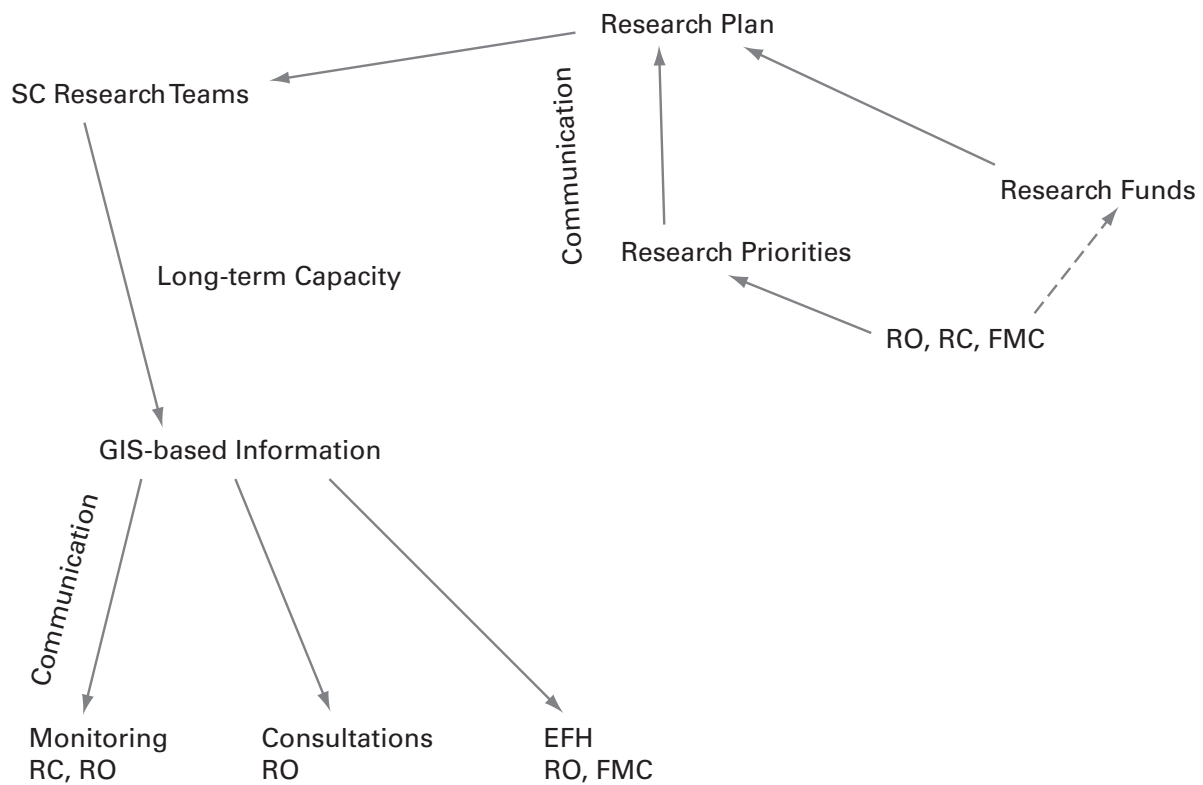 Research Plan
SC Research Teams
Communication
Research Funds
Research Priorities
Long-term Capacity
RO, RC, FMC
GIS-based Information
Communication
Monitoring
RC, RO
Consultations
RO
EFH
RO, FMC